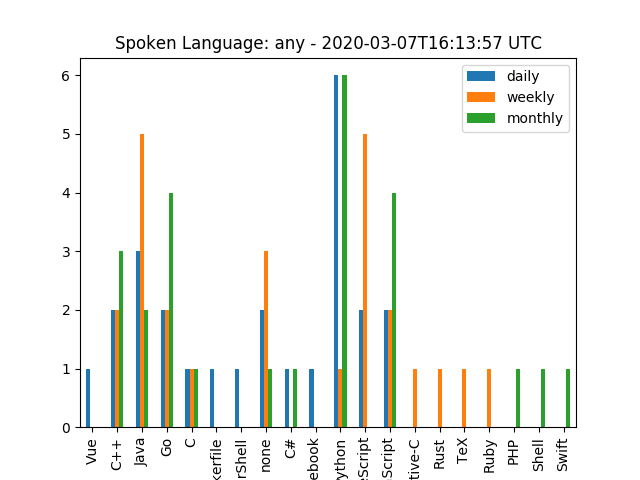 Spoken Language: any - 2020-03-07T16:13:57 UTC
daily
weekly
monthly
6
5
4
3
2
1
0
Vue
C++
Java
Go
C
kerfile
rShell
none
C#
ebook
ython
eScript
Script
tive-C
Rust
TeX
Ruby
PHP
Shell
Swift